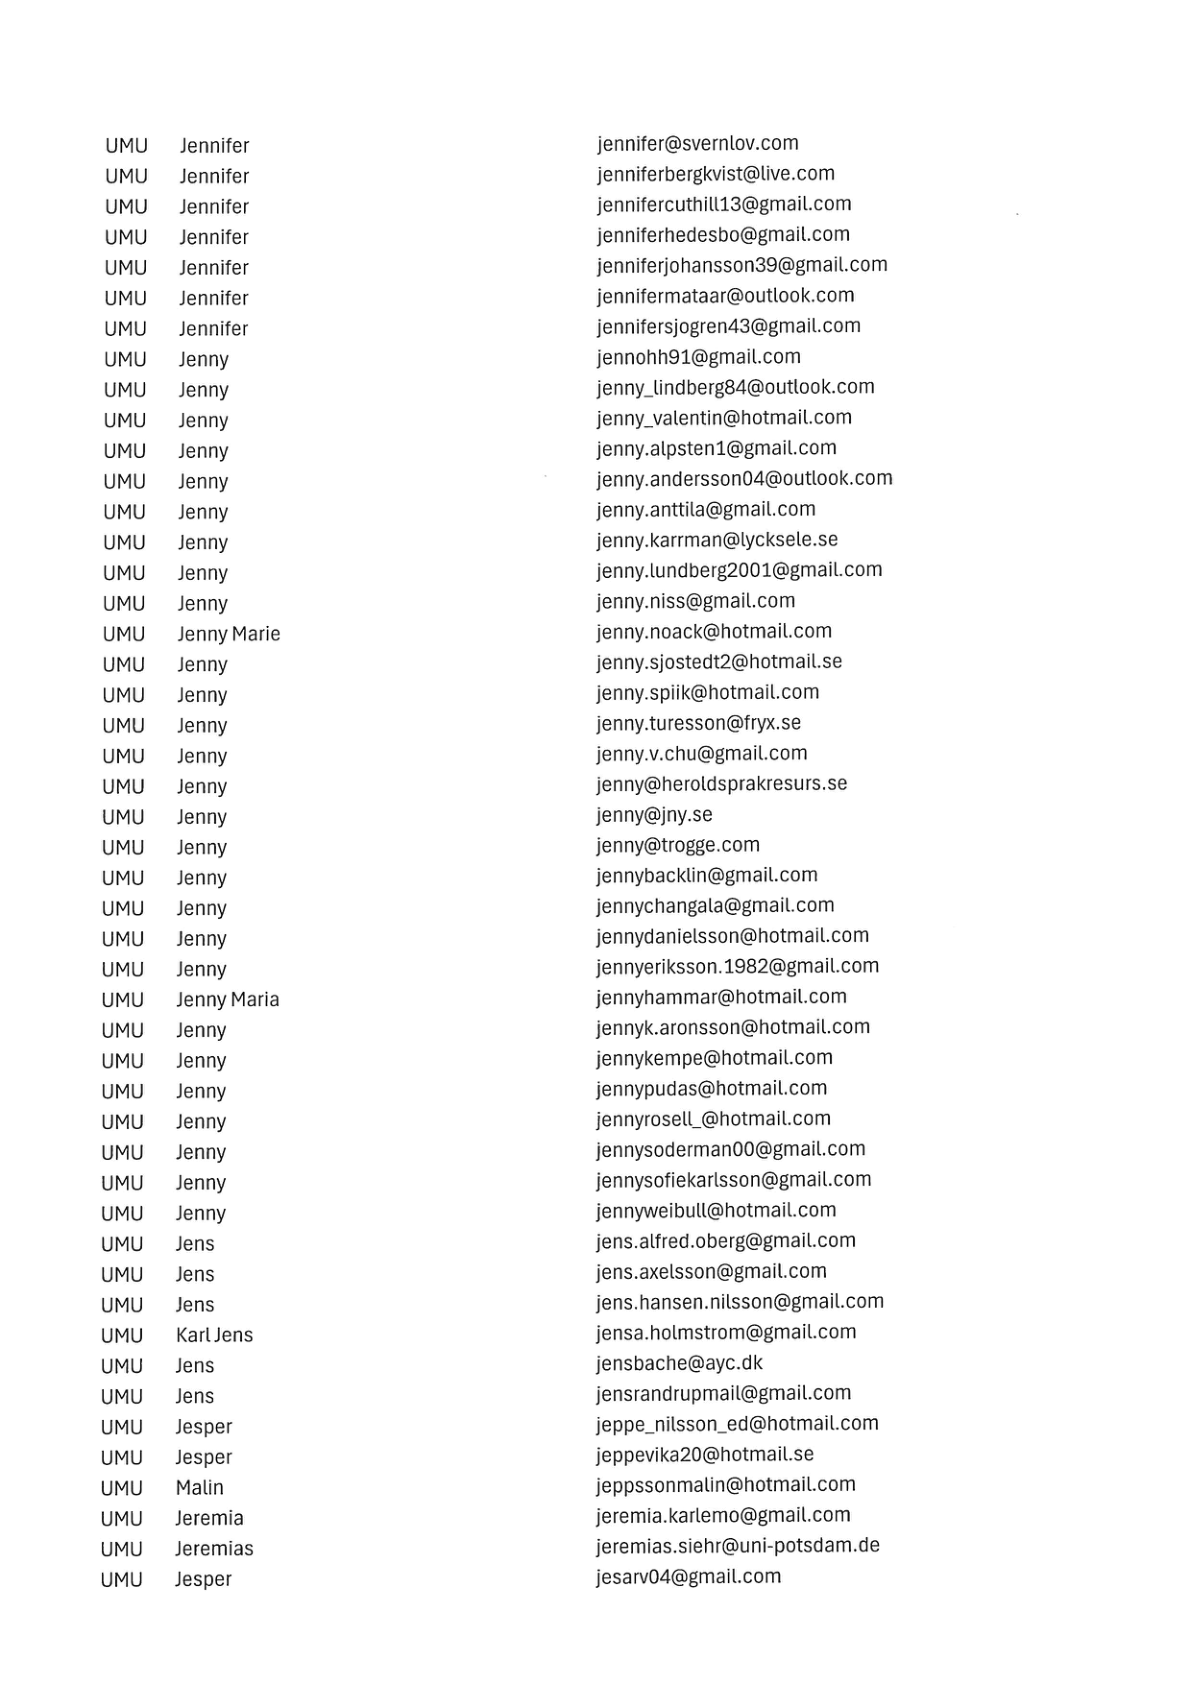 UMU Jennifer jennifer@svernlov.com
UMU Jennifer jenniferbergkvist@live.com
UMU Jennifer jennifercuthill13@gmail.com
UMU Jennifer jenniferhedesbo@gmail.com
UMU Jennifer jenniferjohansson39@gmail.com
UMU Jennifer jennifermataar@outlook.com
UMU Jennifer jennifersjogren43@gmail.com
UMU Jenny jennohh91@gmail.com
UMU Jenny jenny_lindberg84@outlook.com
UMU Jenny jenny_valentin@hotmail.com
UMU Jenny jenny.alpsten1@gmail.com
UMU Jenny jenny.andersson04@outlook.com
UMU Jenny jenny.anttila@gmail.com
UMU Jenny jenny.karrman@lycksele.se
UMU Jenny jenny.lundberg2001@gmail.com
UMU Jenny jenny.niss@gmail.com
UMU Jenny Marie jenny.noack@hotmail.com
UMU Jenny jenny.sjostedt2@hotmail.se
UMU Jenny jenny.spiik@hotmail.com
UMU Jenny jenny.turesson@fryx.se
UMU Jenny jenny.v.chu@gmail.com
UMU Jenny jenny@heroldsprakresurs.se
UMU Jenny jenny@jny.se
UMU Jenny jenny@trogge.com
UMU Jenny jennybacklin@gmail.com
UMU Jenny jennychangala@gmail.com
UMU Jenny jennydanielsson@hotmail.com
UMU Jenny jennyeriksson.1982@gmail.com
UMU Jenny Maria jennyhammar@hotmail.com
UMU Jenny jennyk.aronsson@hotmail.com
UMU Jenny jennykempe@hotmail.com
UMU Jenny jennypudas@hotmail.com
UMU Jenny jennyrosell_@hotmail.com
UMU Jenny jennysoderman00@gmail.com
UMU Jenny jennysofiekarlsson@gmail.com
UMU Jenny jennyweibull@hotmail.com
UMU Jens jens.alfred.oberg@gmail.com
UMU Jens jens.axelsson@gmail.com
UMU Jens jens.hansen.nilsson@gmail.com
UMU Karl Jens jensa.holmstrom@gmail.com
UMU Jens jensbache@ayc.dk
UMU Jens jensrandrupmail@gmail.com
UMU Jesper jeppe_nilsson_ed@hotmail.com
UMU Jesper jeppevika20@hotmail.se
UMU Malin jeppssonmalin@hotmail.com
UMU Jeremia jeremia.karlemo@gmail.com
UMU Jeremias jeremias.siehr@uni-potsdam.de
UMU Jesper jesarv04@gmail.com